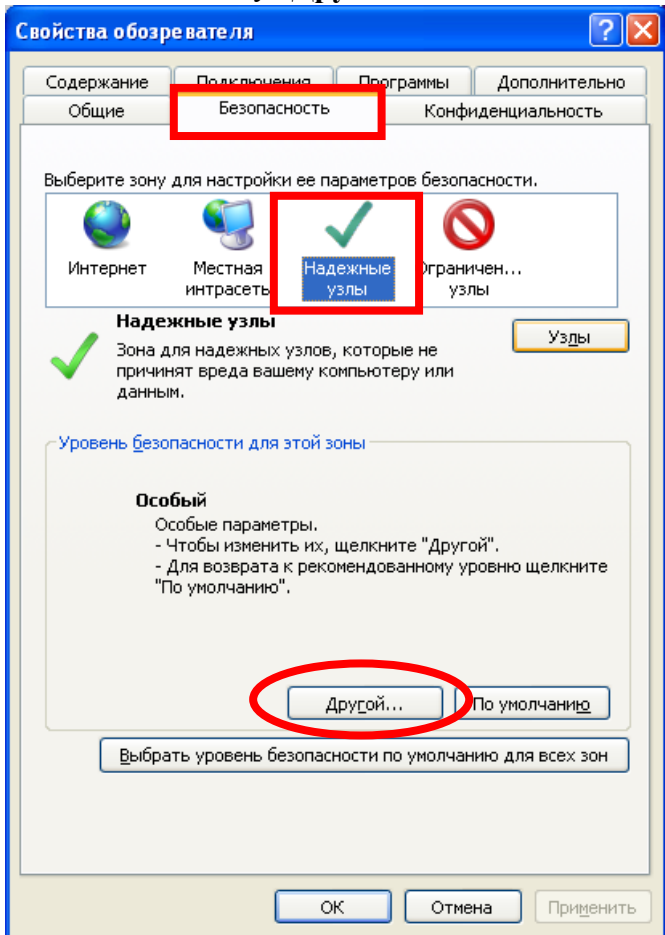 Свойства обозревателя
Содержание Подключения Программы Дополнительно
Общие Безопасность Конфиденциальность
Выберите зону для настройки ее параметров безопасности.
Интернет Местная интрасеть Надежные узлы Ограничен... узлы
Надежные узлы
Узлы
Зона для надежных узлов, которые не
причинят вреда вашему компьютеру или
данным.
Уровень безопасности для этой зоны
Особый
Особые параметры.
- Чтобы изменить их, щелкните "Другой".
- Для возврата к рекомендованному уровню щелкните
"По умолчанию".
Другой... По умолчанию
Выбрать уровень безопасности по умолчанию для всех зон
ОК Отмена Применить